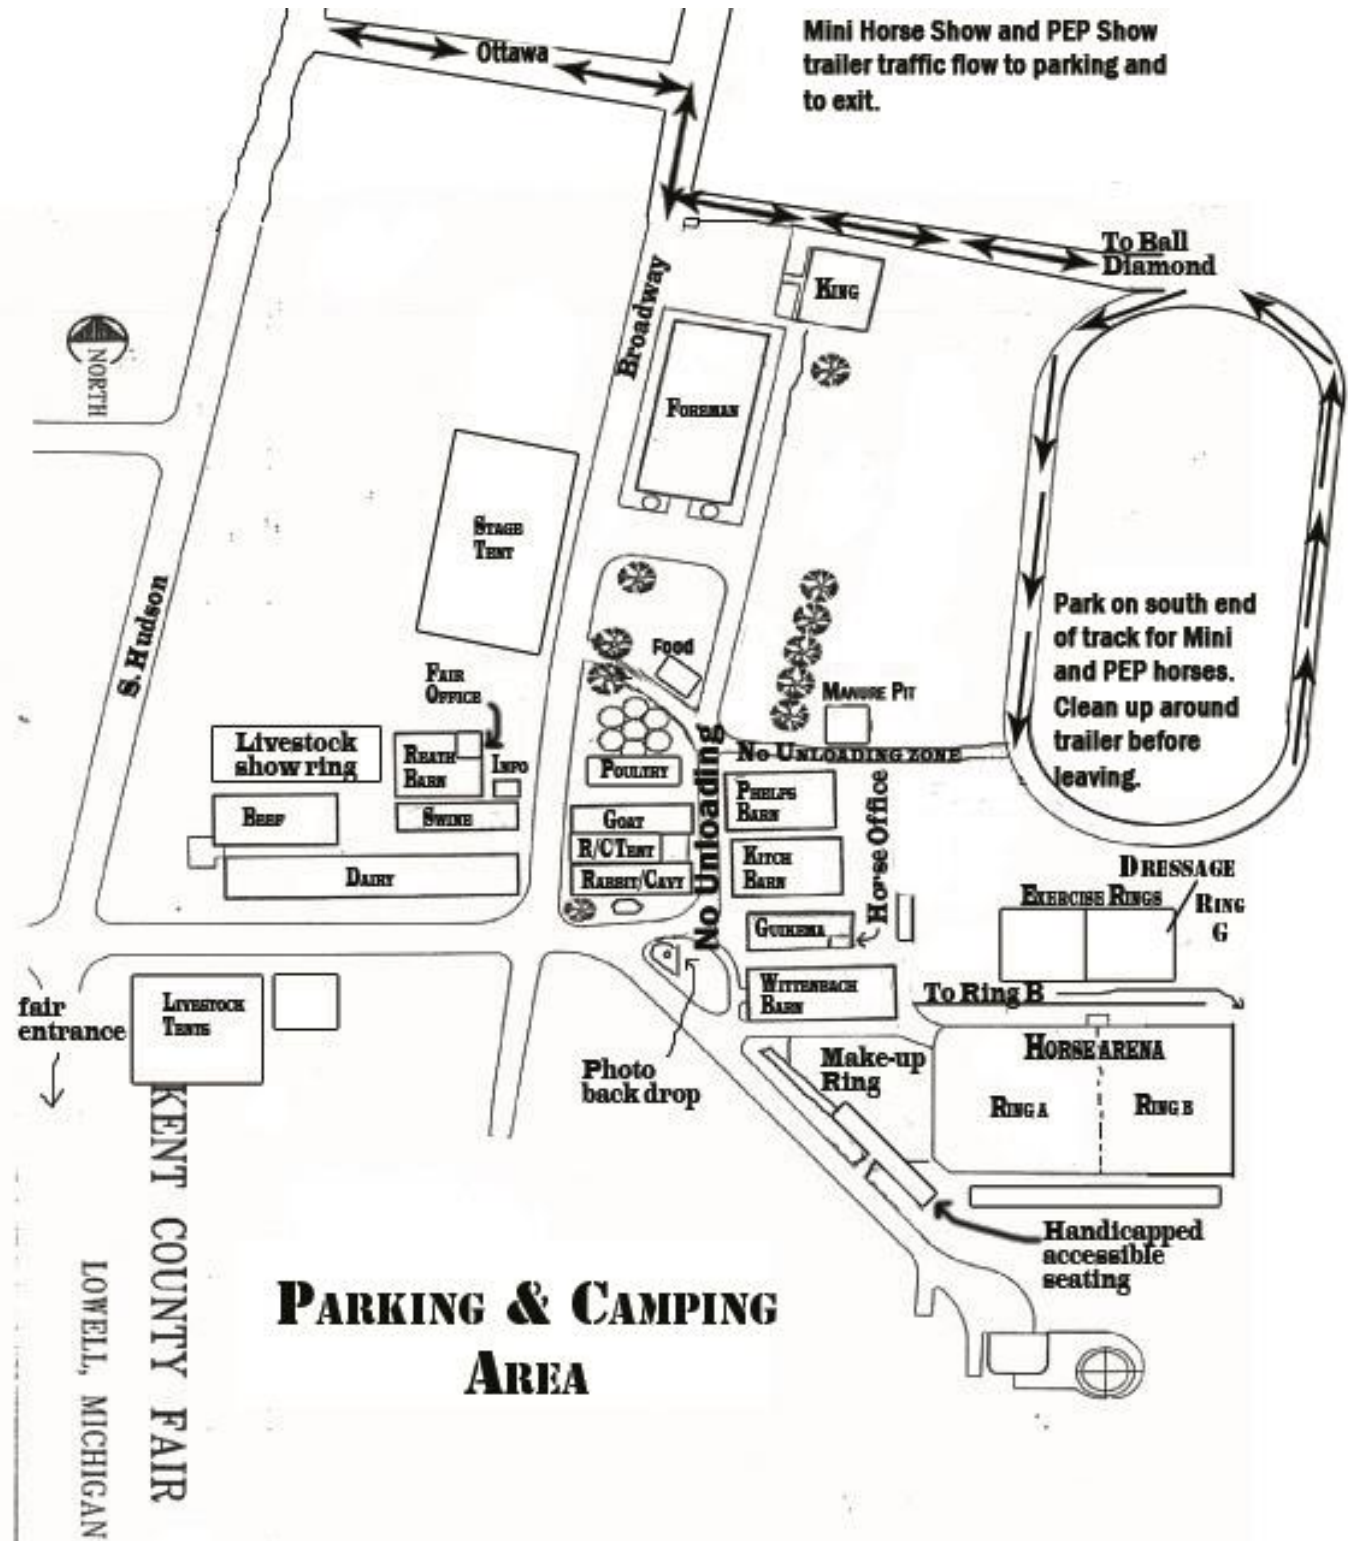 Mini Horse Show and PEP Show
trailer traffic flow to parking and
to exit.
Ottawa
To Ball
Diamond
King
Broadway
Foreman
NORTH
Stage
Tent
S. Hudson
Park on south end
of track for Mini
and PEP horses.
Clean up around
trailer before
leaving.
Food
Fair
Office
Manure Pit
Livestock
show ring
Reath
Barn
Info
No Unloading
No Unloading zone
Poultry
Phelps
Barn
Horse Office
Beef
Swine
Goat
R/C Tent
Kitch
Barn
Dairy
Rabbit/Cavy
Dressage
Ring
G
Exercise Rings
Guikema
Wittenbach
Barn
To Ring B
fair
entrance
Livestock
Tents
Photo
back drop
Make-up
Ring
Horse arena
Ring A
Ring B
Handicapped
accessible
seating
Parking & Camping
Area
KENT COUNTY FAIR
LOWELL, MICHIGAN